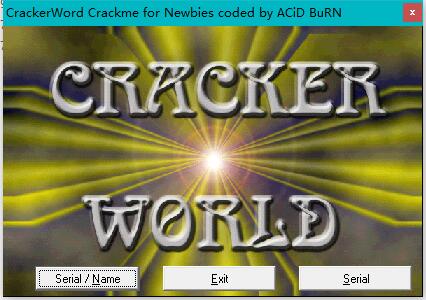 CrackerWord Crackme for Newbies coded by ACiD BuRN
x
CRACKER
WORLD
Serial / Name
Exit
Serial